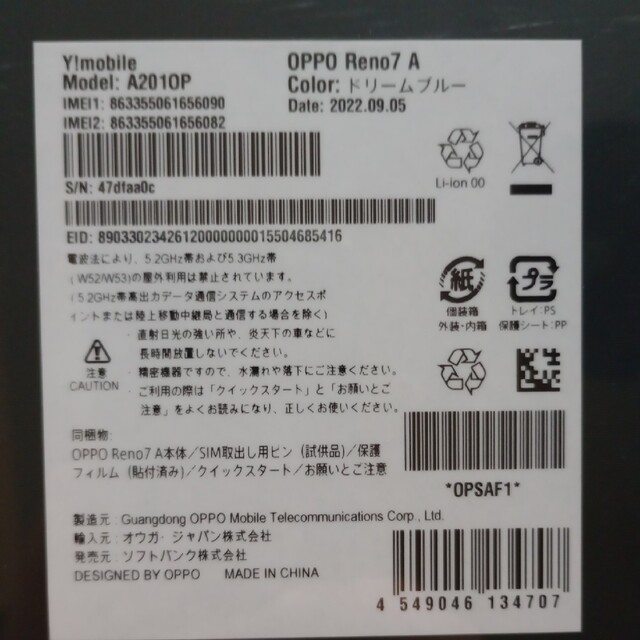 Y!mobile
Model: A201OP
IMEI1: 863355061656090
IMEI2: 863355061656082
S/N: 47dfaa0c
EID: 89033023426120000000015504685416
OPPO Reno7 A
Color: ドリームブルー
Date: 2022.09.05
Li-ion 00
電波法により、5.2GHz帯および5.3GHz帯
( W52/W53)の屋外利用は禁止されています。
( 5.2GHz帯高出力データ通信システムのアクセスポ
イントまたは陸上移動中継局と通信する場合を除く)
注意
CAUTION
・ 直射日光の強い所や、炎天下の車などに
長時間放置しないでください。
・ 精密機器ですので、水濡れや落下にご注意ください。
・ ご利用の際は「クイックスタート」と「お願いとご
注意」をよくお読みになり、正しくお使いください。
紙
個装箱
外装・内箱
プラ
トレイ:PS
保護シート:PP
同梱物:
OPPO Reno7 A本体／SIM取出し用ピン（試供品）／保護
フィルム（貼付済み）／クイックスタート／お願いとご注意
*OPSAF1*
製造元 : Guangdong OPPO Mobile Telecommunications Corp., Ltd.
輸入元 : オウガ・ジャパン株式会社
発売元 : ソフトバンク株式会社
DESIGNED BY OPPO MADE IN CHINA
4 549046 134707